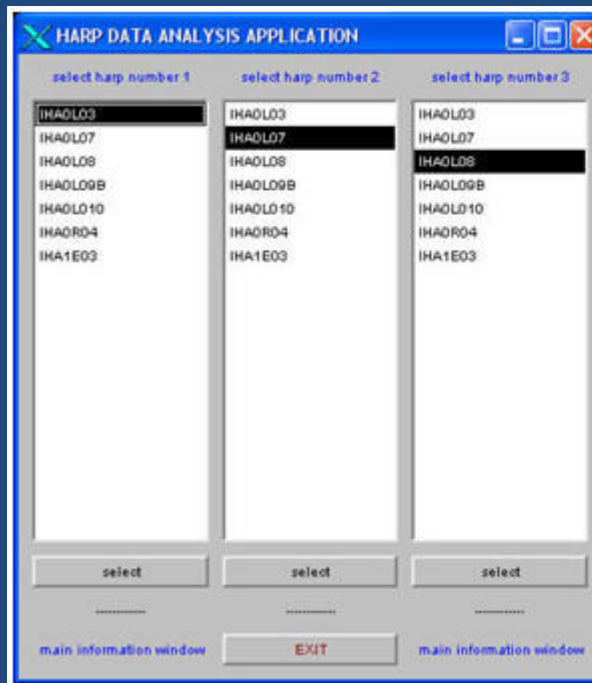 HARP DATA ANALYSIS APPLICATION
select harp number 1
select harp number 2
select harp number 3
IHA0L03
IHA0L07
IHA0L08
IHA0L09B
IHA0L010
IHA0R04
IHA1E03
IHA0L03
IHA0L07
IHA0L08
IHA0L09B
IHA0L010
IHA0R04
IHA1E03
IHA0L03
IHA0L07
IHA0L08
IHA0L09B
IHA0L010
IHA0R04
IHA1E03
select
select
select
-----------
-----------
-----------
main information window
EXIT
main information window